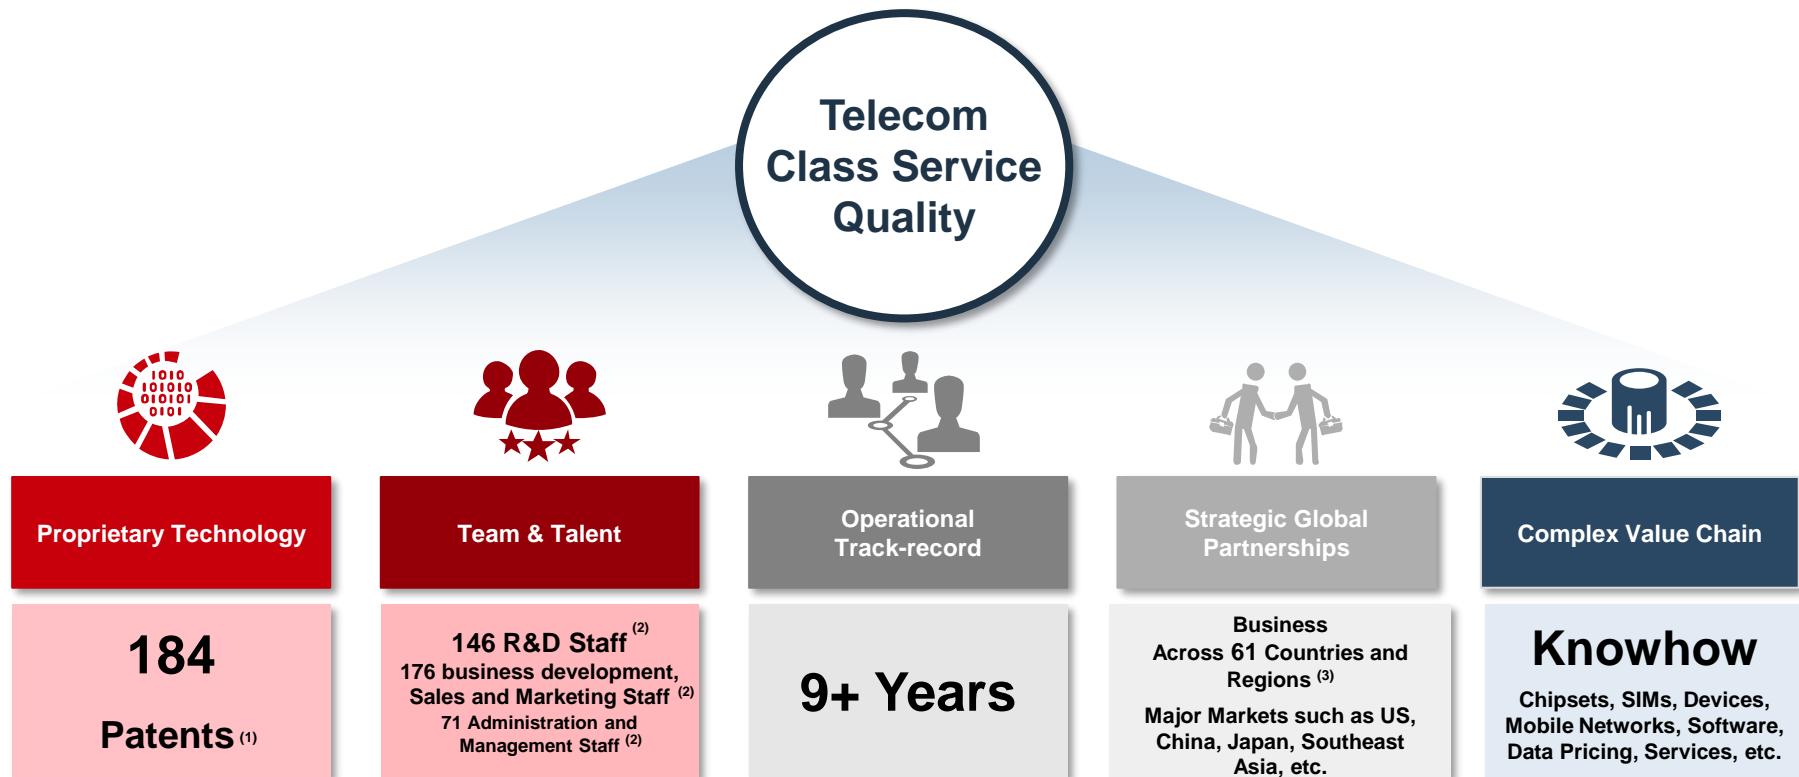 Telecom
Class Service
Quality
1010
101010
101010
0101
Proprietary Technology
184
Patents (1)
Team & Talent
146 R&D Staff (2)
176 business development,
Sales and Marketing Staff (2)
71 Administration and
Management Staff (2)
Operational
Track-record
9+ Years
Strategic Global
Partnerships
Business
Across 61 Countries and
Regions (3)
Major Markets such as US,
China, Japan, Southeast
Asia, etc.
Complex Value Chain
Knowhow
Chipsets, SIMs, Devices,
Mobile Networks, Software,
Data Pricing, Services, etc.